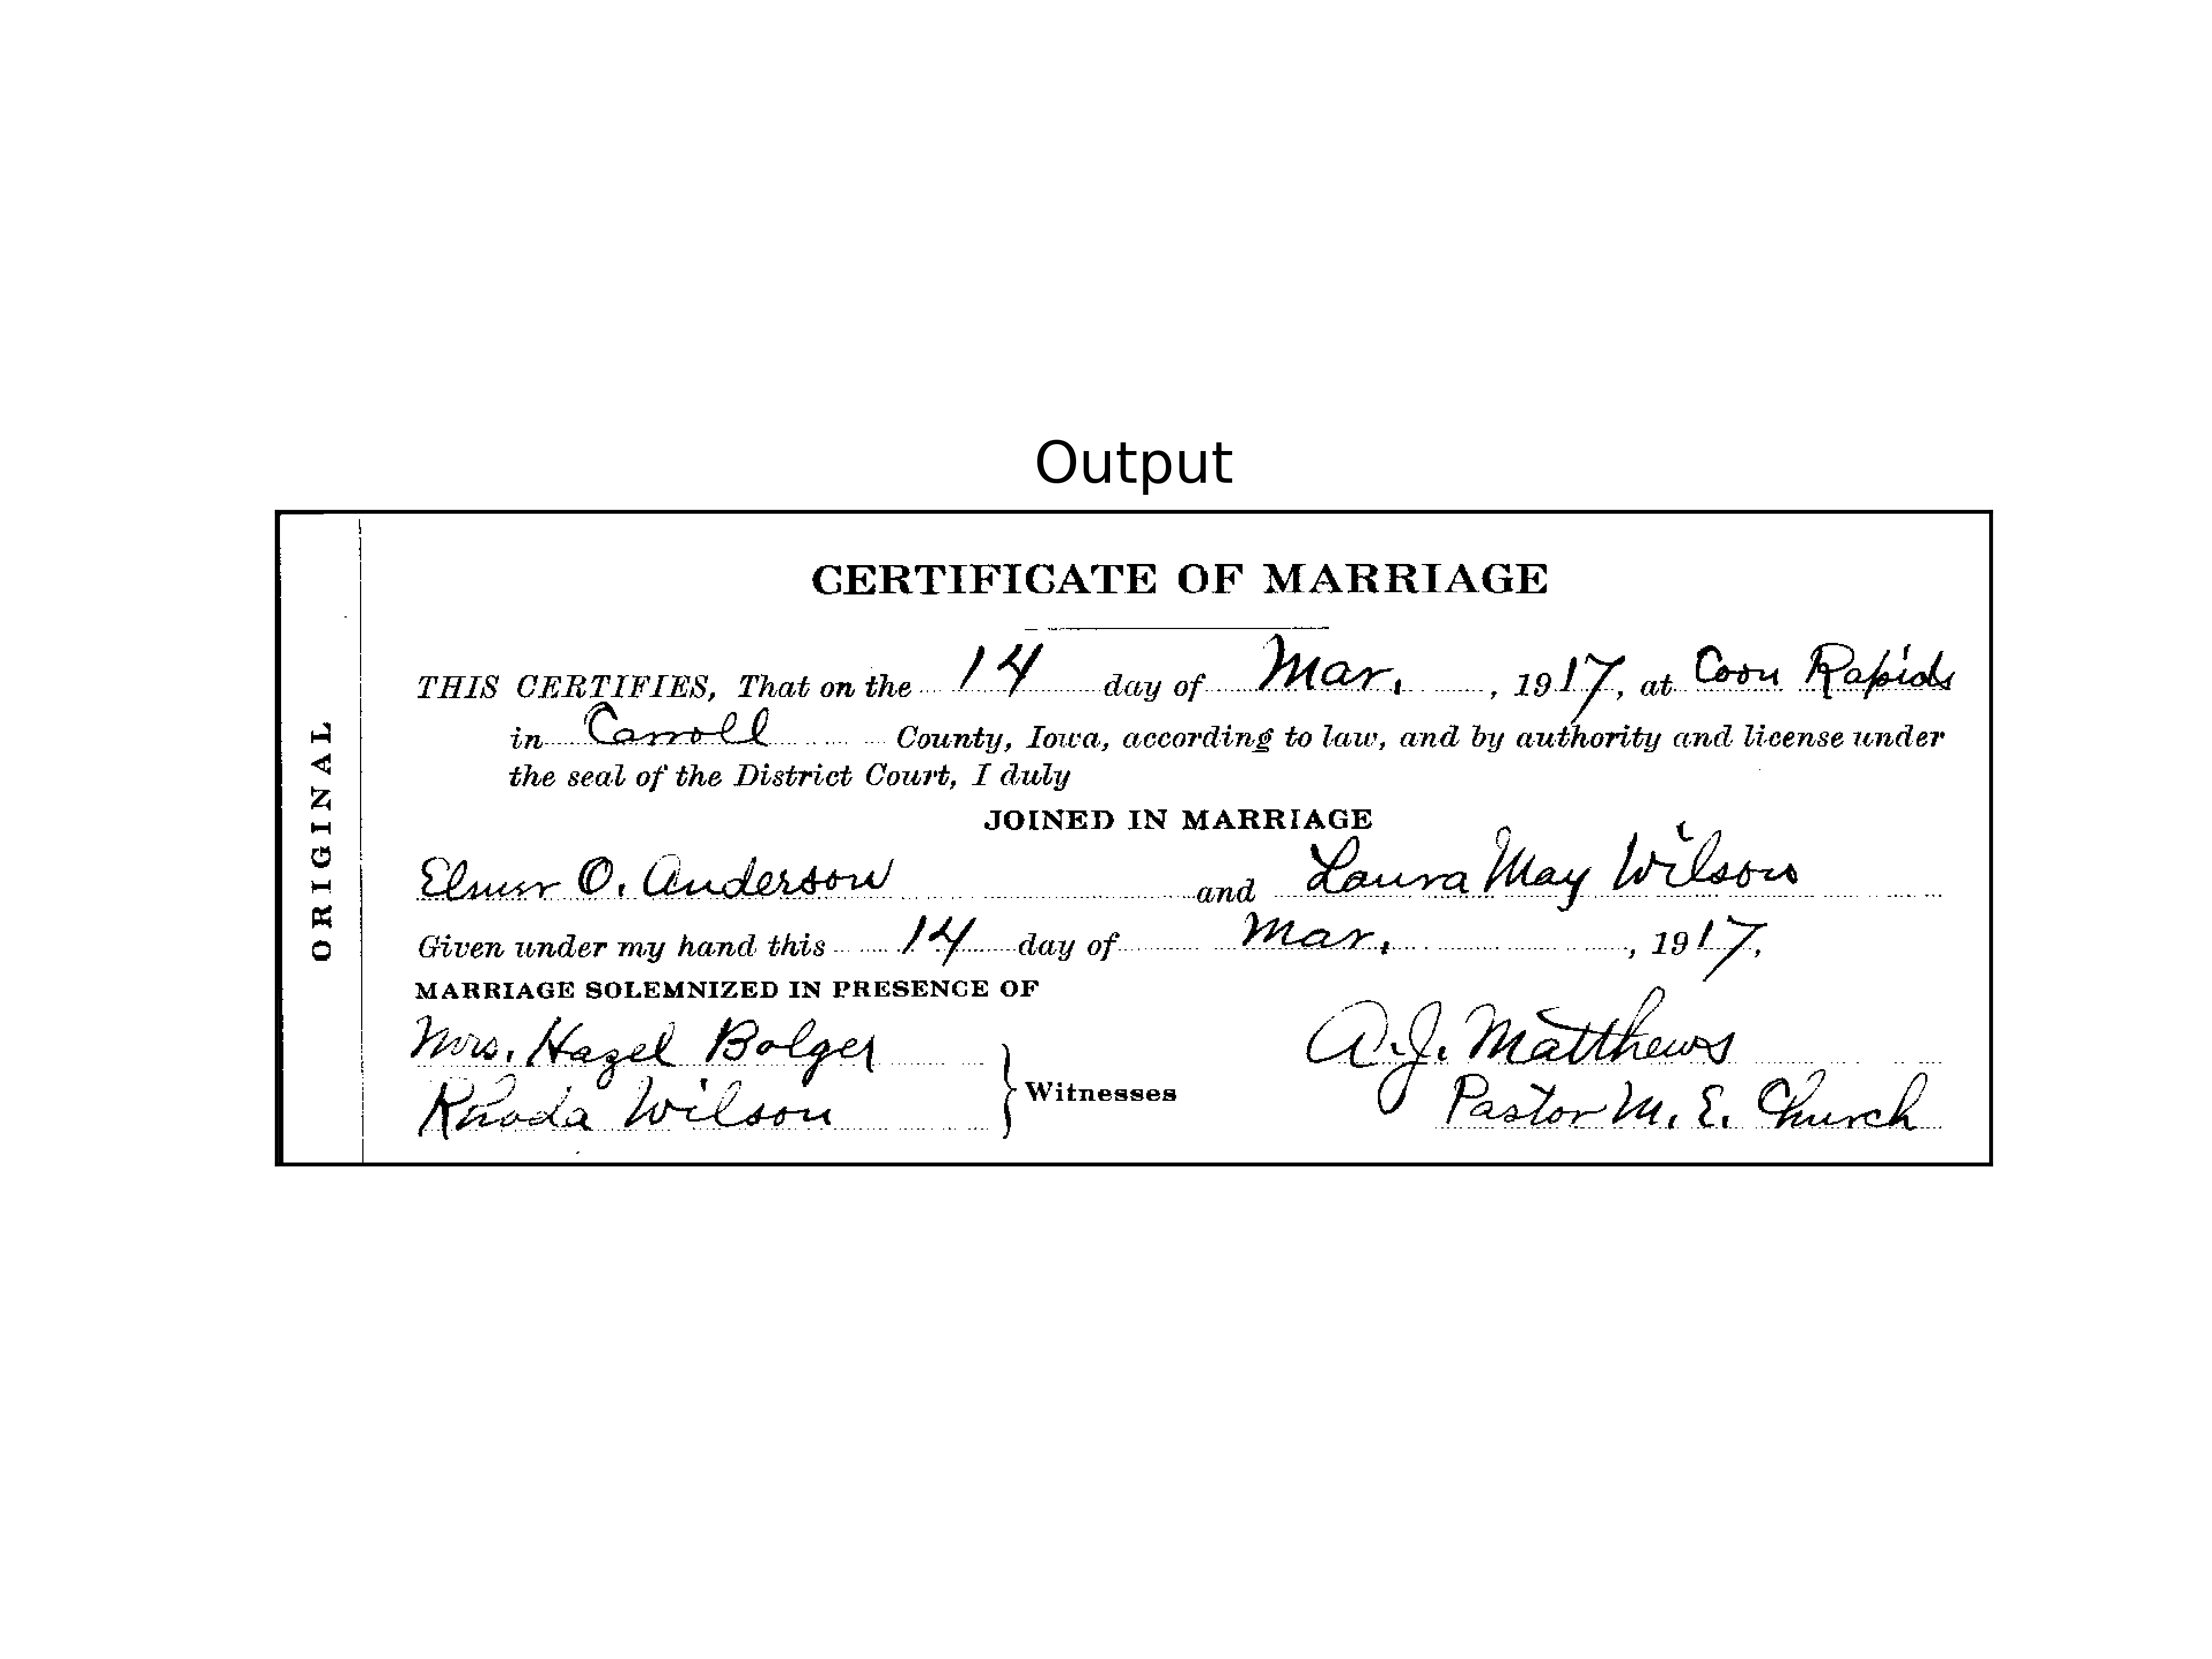 Output
ORIGINAL
CERTIFICATE OF MARRIAGE
THIS CERTIFIES, That on the 14 day of Mar. , 1917, at Coon Rapids
in Carroll County, Iowa, according to law, and by authority and license under
the seal of the District Court, I duly
JOINED IN MARRIAGE
Elmer O. Anderson and Laura May Wilson
Given under my hand this 14 day of Mar. , 1917,
MARRIAGE SOLEMNIZED IN PRESENCE OF
Mrs. Hazel Bolger
Rhoda Wilson
Witnesses
A. J. Matthews
Pastor M. E. Church